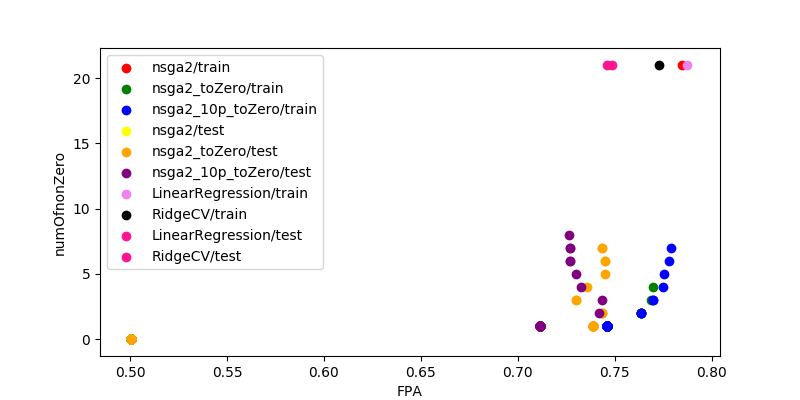 nsga2/train
nsga2_toZero/train
nsga2_10p_toZero/train
nsga2/test
nsga2_toZero/test
nsga2_10p_toZero/test
LinearRegression/train
RidgeCV/train
LinearRegression/test
RidgeCV/test
numOfnonZero
20
15
10
5
0
0.50
0.55
0.60
0.65
0.70
0.75
0.80
FPA